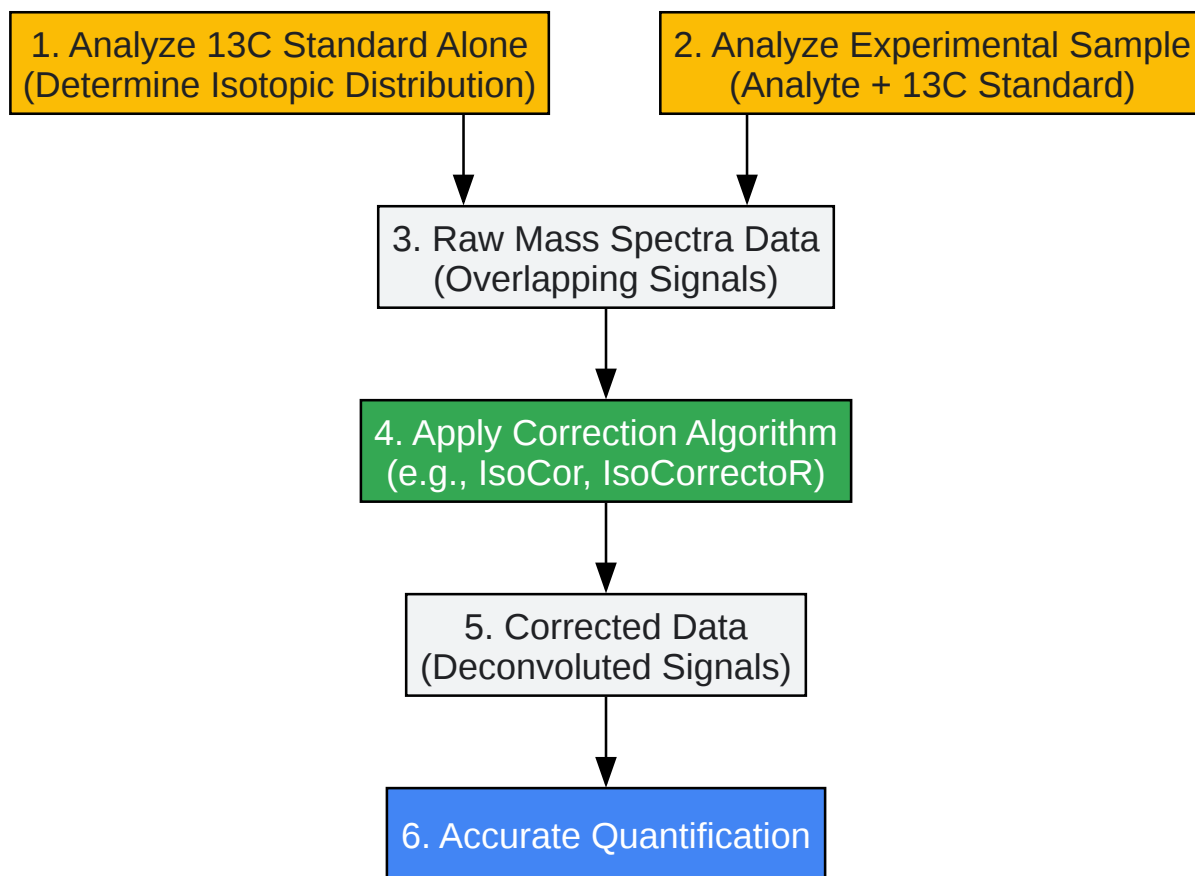 1. Analyze 13C Standard Alone
(Determine Isotopic Distribution)
2. Analyze Experimental Sample
(Analyte + 13C Standard)
3. Raw Mass Spectra Data
(Overlapping Signals)
4. Apply Correction Algorithm
(e.g., IsoCor, IsoCorrectoR)
5. Corrected Data
(Deconvoluted Signals)
6. Accurate Quantification